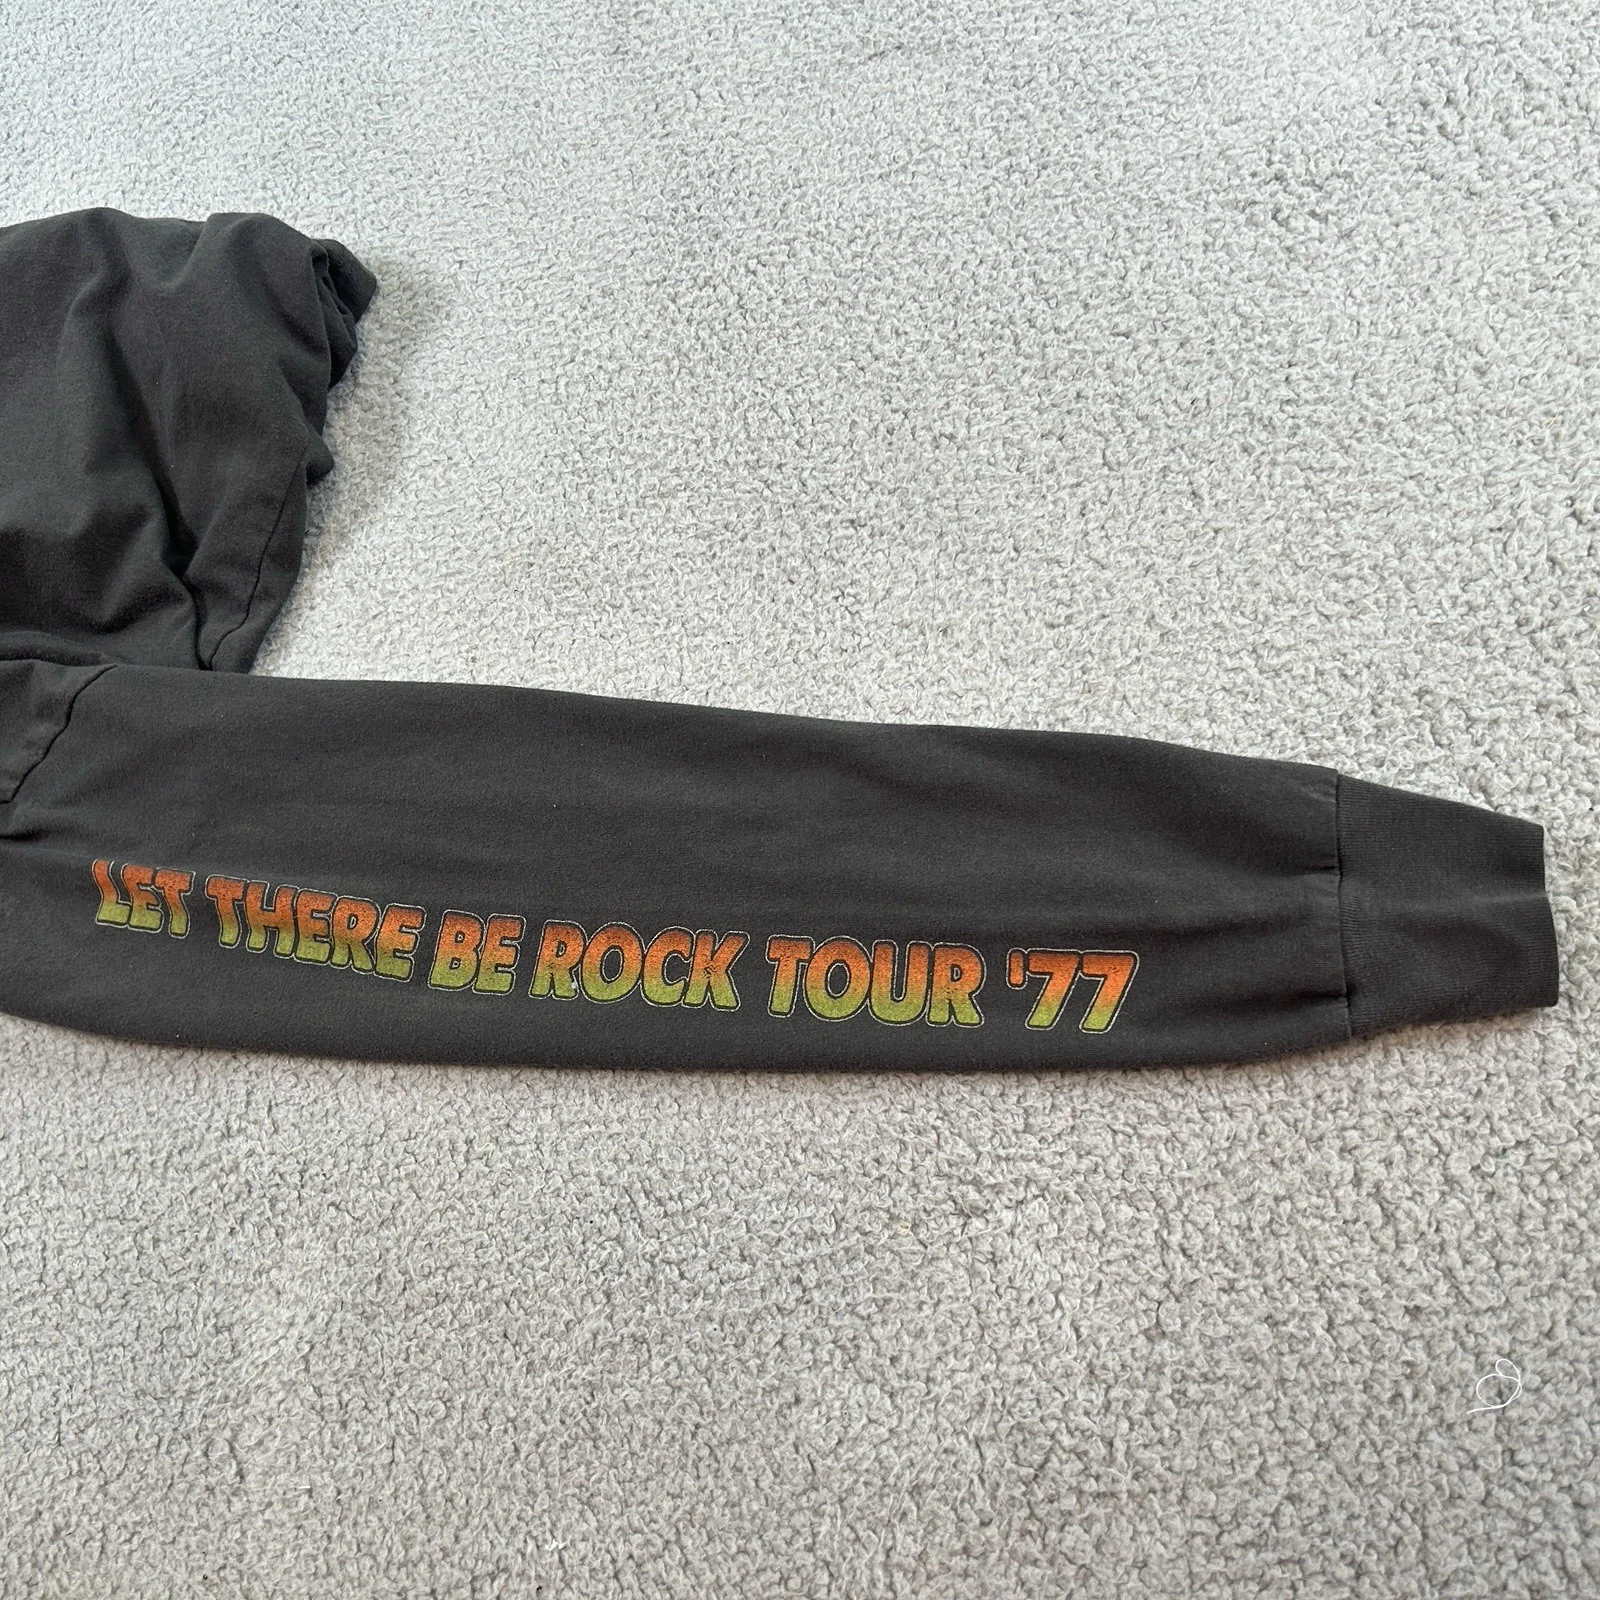 LET THERE BE ROCK TOUR '77